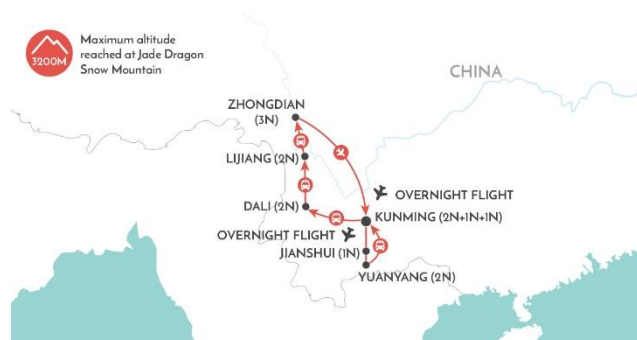 Maximum altitude
reached at Jade Dragon
Snow Mountain
3200M
CHINA
ZHONGDIAN
(3N)
LIJIANG (2N)
OVERNIGHT FLIGHT
DALI (2N)
KUNMING (2N+1N+1N)
OVERNIGHT FLIGHT
JIANSHUI (1N)
YUANYANG (2N)